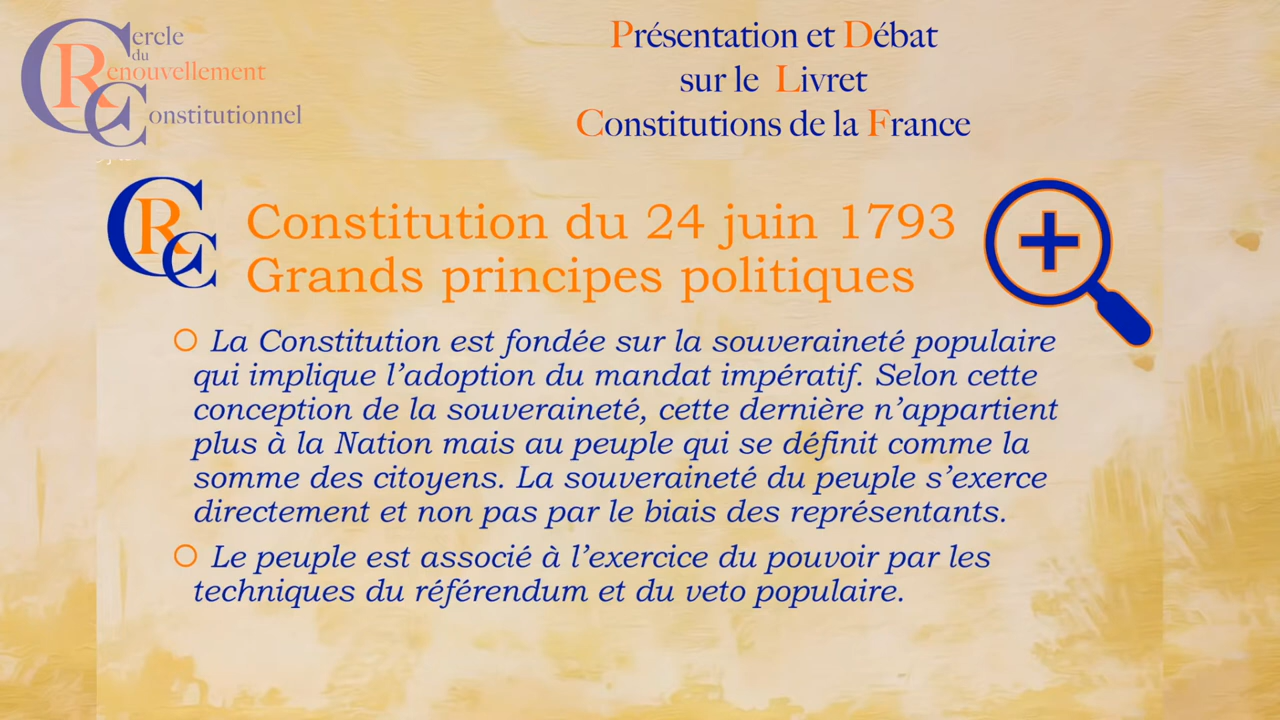 Cercle
du
Renouvellement
Constitutionnel
Présentation et Débat
sur le Livret
Constitutions de la France
CRC
Constitution du 24 juin 1793
Grands principes politiques
La Constitution est fondée sur la souveraineté populaire
qui implique l’adoption du mandat impératif. Selon cette
conception de la souveraineté, cette dernière n’appartient
plus à la Nation mais au peuple qui se définit comme la
somme des citoyens. La souveraineté du peuple s’exerce
directement et non pas par le biais des représentants.
Le peuple est associé à l’exercice du pouvoir par les
techniques du référendum et du veto populaire.